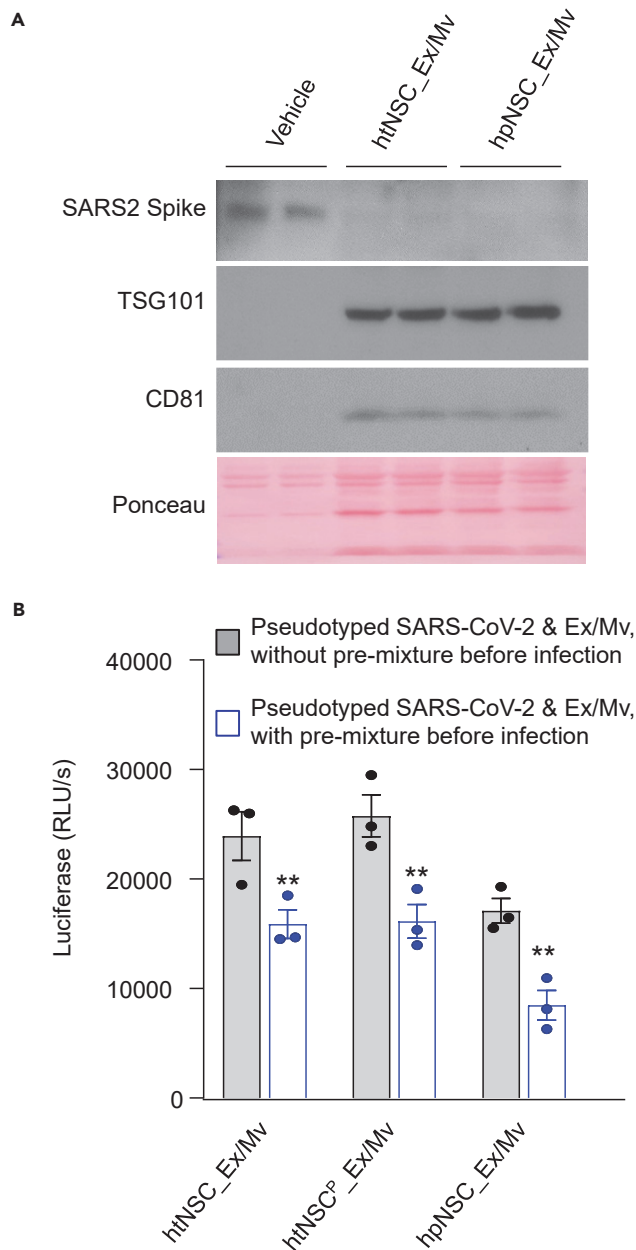 A
Vehicle
htNSC_Ex/Mv
hpNSC_Ex/Mv
SARS2 Spike
TSG101
CD81
Ponceau
B
Pseudotyped SARS-CoV-2 & Ex/Mv,
without pre-mixture before infection
Pseudotyped SARS-CoV-2 & Ex/Mv,
with pre-mixture before infection
Luciferase (RLU/s)
40000
30000
20000
10000
0
**
**
**
htNSC_Ex/Mv
htNSCᴾ_Ex/Mv
hpNSC_Ex/Mv